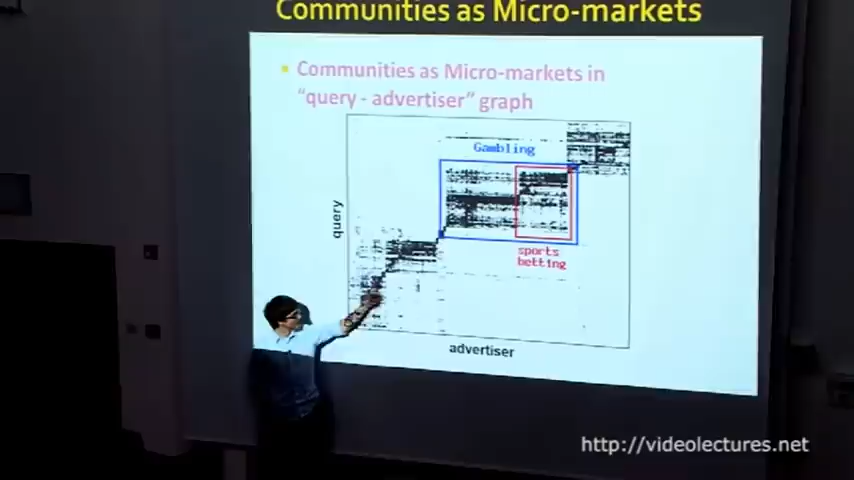 Communities as Micro-markets
Communities as Micro-markets in
"query - advertiser" graph
Gambling
query
sports
betting
advertiser
http://videolectures.net